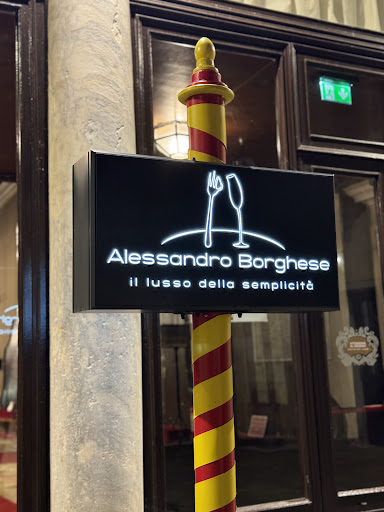 Alessandro Borghese
il lusso della semplicità